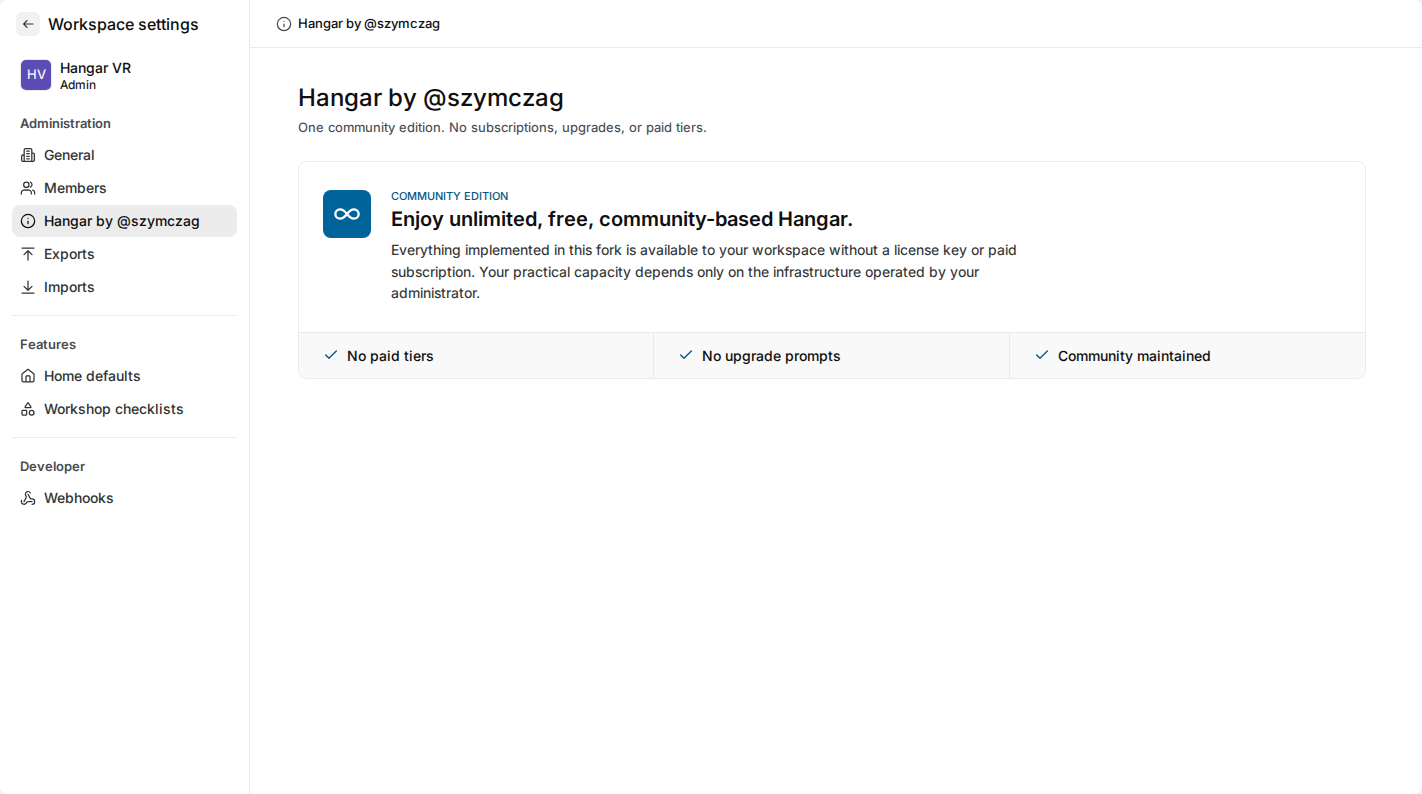 Workspace settings
HV
Hangar VR
Admin
Administration
General
Members
Hangar by @szymczag
Exports
Imports
Features
Home defaults
Workshop checklists
Developer
Webhooks
Hangar by @szymczag
Hangar by @szymczag
One community edition. No subscriptions, upgrades, or paid tiers.
COMMUNITY EDITION
Enjoy unlimited, free, community-based Hangar.
Everything implemented in this fork is available to your workspace without a license key or paid
subscription. Your practical capacity depends only on the infrastructure operated by your
administrator.
No paid tiers
No upgrade prompts
Community maintained